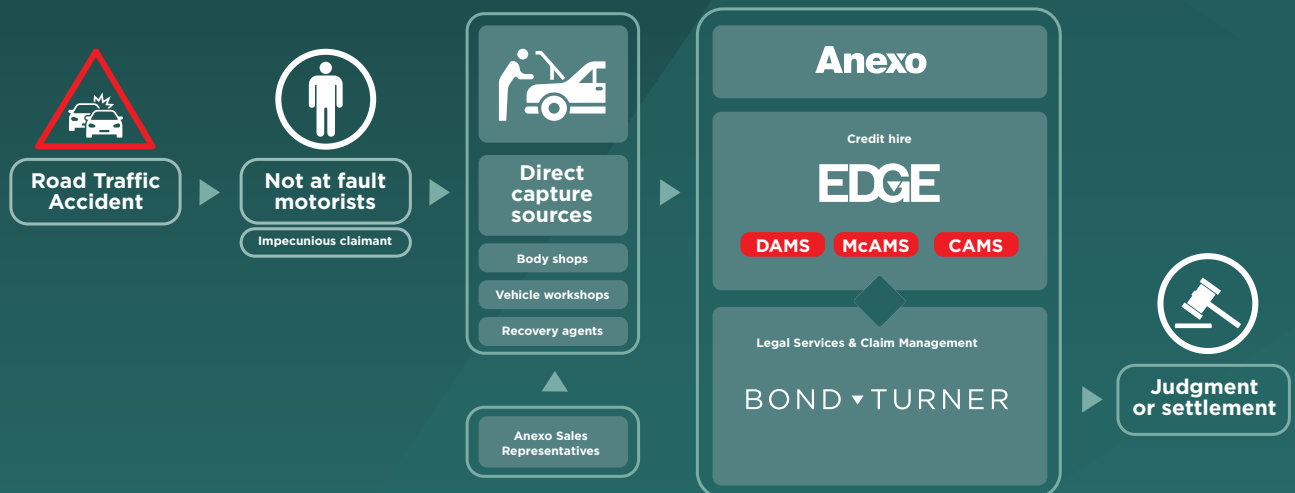 Road Traffic
Accident
Not at fault
motorists
Impecunious claimant
Direct
capture
sources
Body shops
Vehicle workshops
Recovery agents
Anexo Sales
Representatives
Anexo
Credit hire
EDGE
DAMS McAMS CAMS
Legal Services & Claim Management
BOND TURNER
Judgment
or settlement